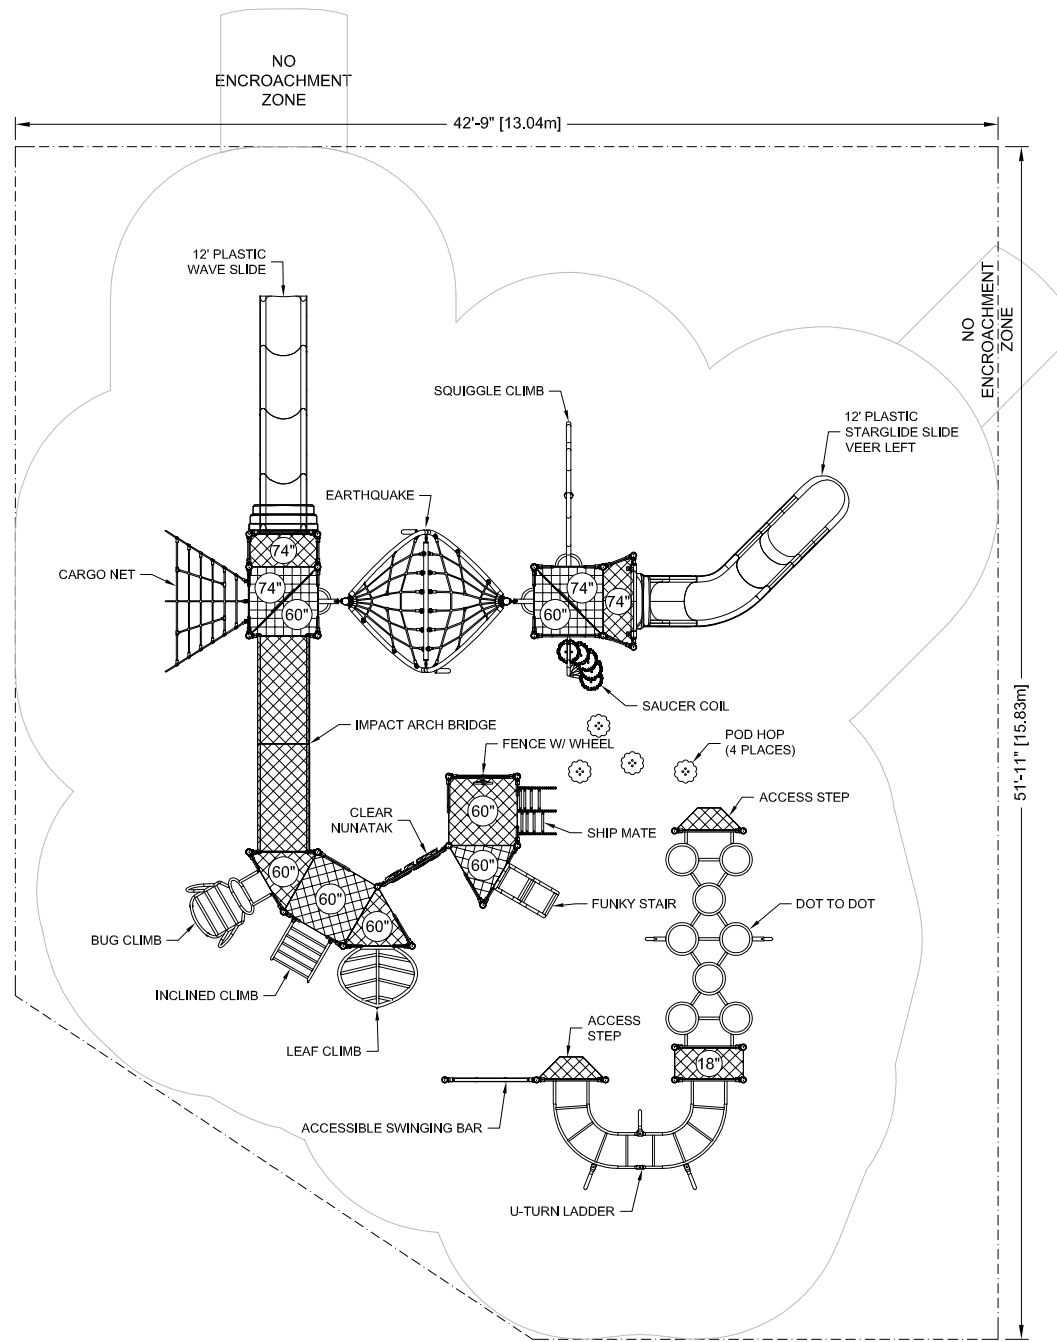 NO
ENCROACHMENT
ZONE
42'-9" [13.04m]
12' PLASTIC
WAVE SLIDE
NO
ENCROACHMENT
ZONE
SQUIGGLE CLIMB
12' PLASTIC
STARGLIDE SLIDE
VEER LEFT
EARTHQUAKE
74"
CARGO NET
74"
60"
74"
60"
74"
SAUCER COIL
51'-11" [15.83m]
IMPACT ARCH BRIDGE
FENCE W/ WHEEL
POD HOP
(4 PLACES)
ACCESS STEP
CLEAR
NUNATAK
60"
SHIP MATE
60"
60"
60"
60"
FUNKY STAIR
DOT TO DOT
BUG CLIMB
INCLINED CLIMB
LEAF CLIMB
ACCESS
STEP
18"
ACCESSIBLE SWINGING BAR
U-TURN LADDER